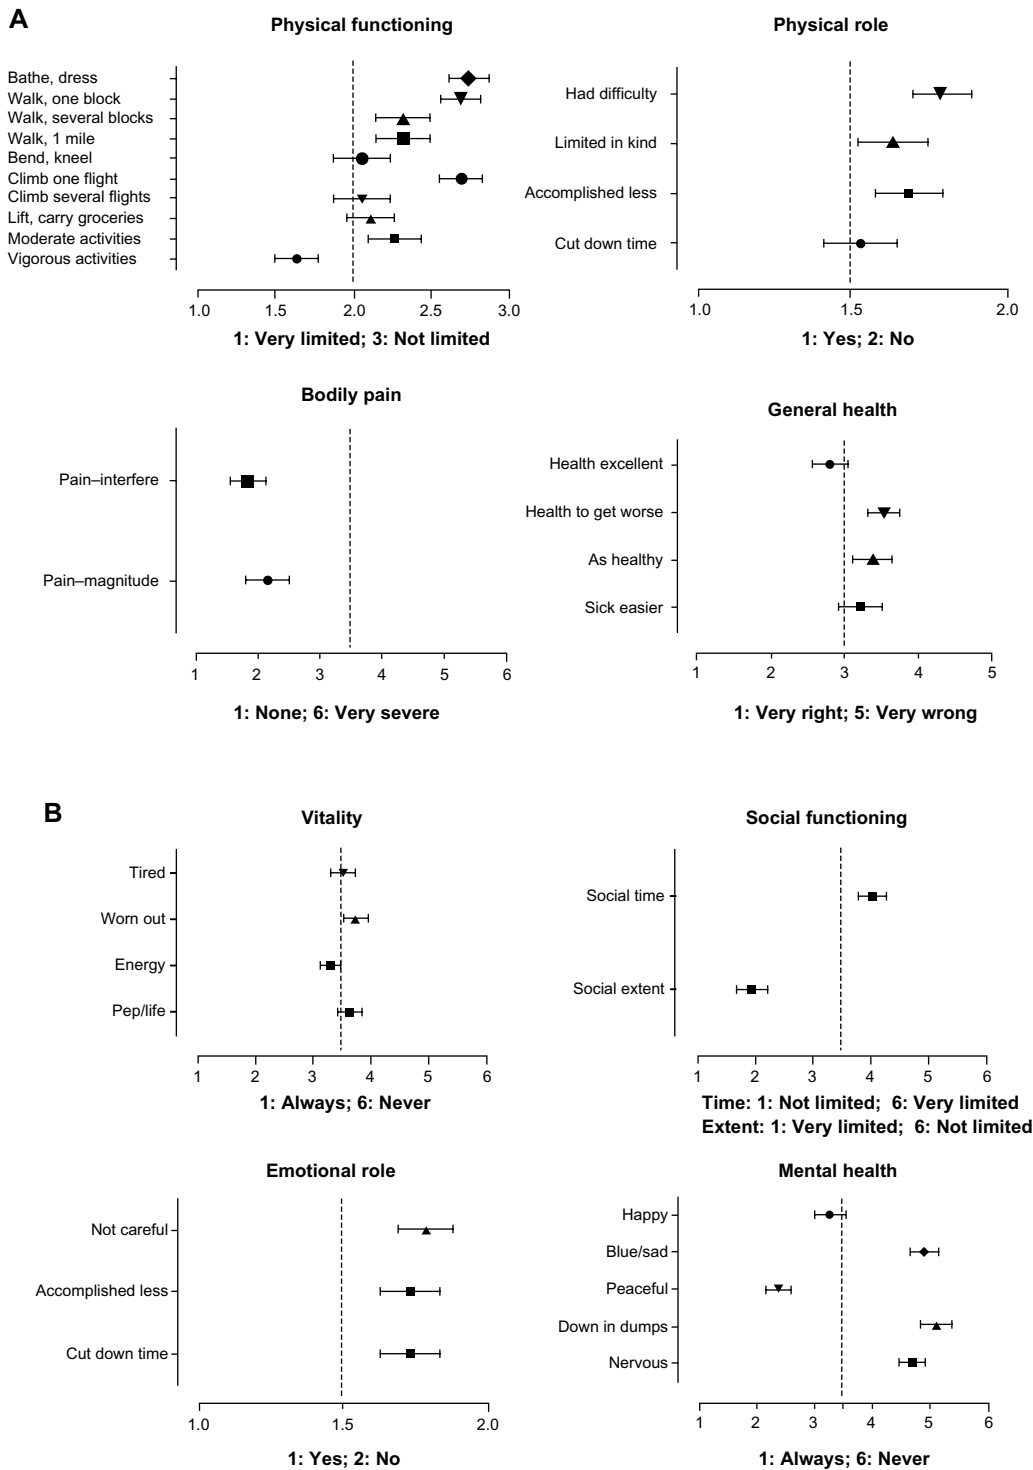 A
Physical functioning
Bathe, dress
Walk, one block
Walk, several blocks
Walk, 1 mile
Bend, kneel
Climb one flight
Climb several flights
Lift, carry groceries
Moderate activities
Vigorous activities
1.0 1.5 2.0 2.5 3.0
1: Very limited; 3: Not limited
Physical role
Had difficulty
Limited in kind
Accomplished less
Cut down time
1.0 1.5 2.0
1: Yes; 2: No
Bodily pain
Pain–interfere
Pain–magnitude
1 2 3 4 5 6
1: None; 6: Very severe
General health
Health excellent
Health to get worse
As healthy
Sick easier
1 2 3 4 5
1: Very right; 5: Very wrong
B
Vitality
Tired
Worn out
Energy
Pep/life
1 2 3 4 5 6
1: Always; 6: Never
Social functioning
Social time
Social extent
1 2 3 4 5 6
Time: 1: Not limited; 6: Very limited
Extent: 1: Very limited; 6: Not limited
Emotional role
Not careful
Accomplished less
Cut down time
1.0 1.5 2.0
1: Yes; 2: No
Mental health
Happy
Blue/sad
Peaceful
Down in dumps
Nervous
1 2 3 4 5 6
1: Always; 6: Never